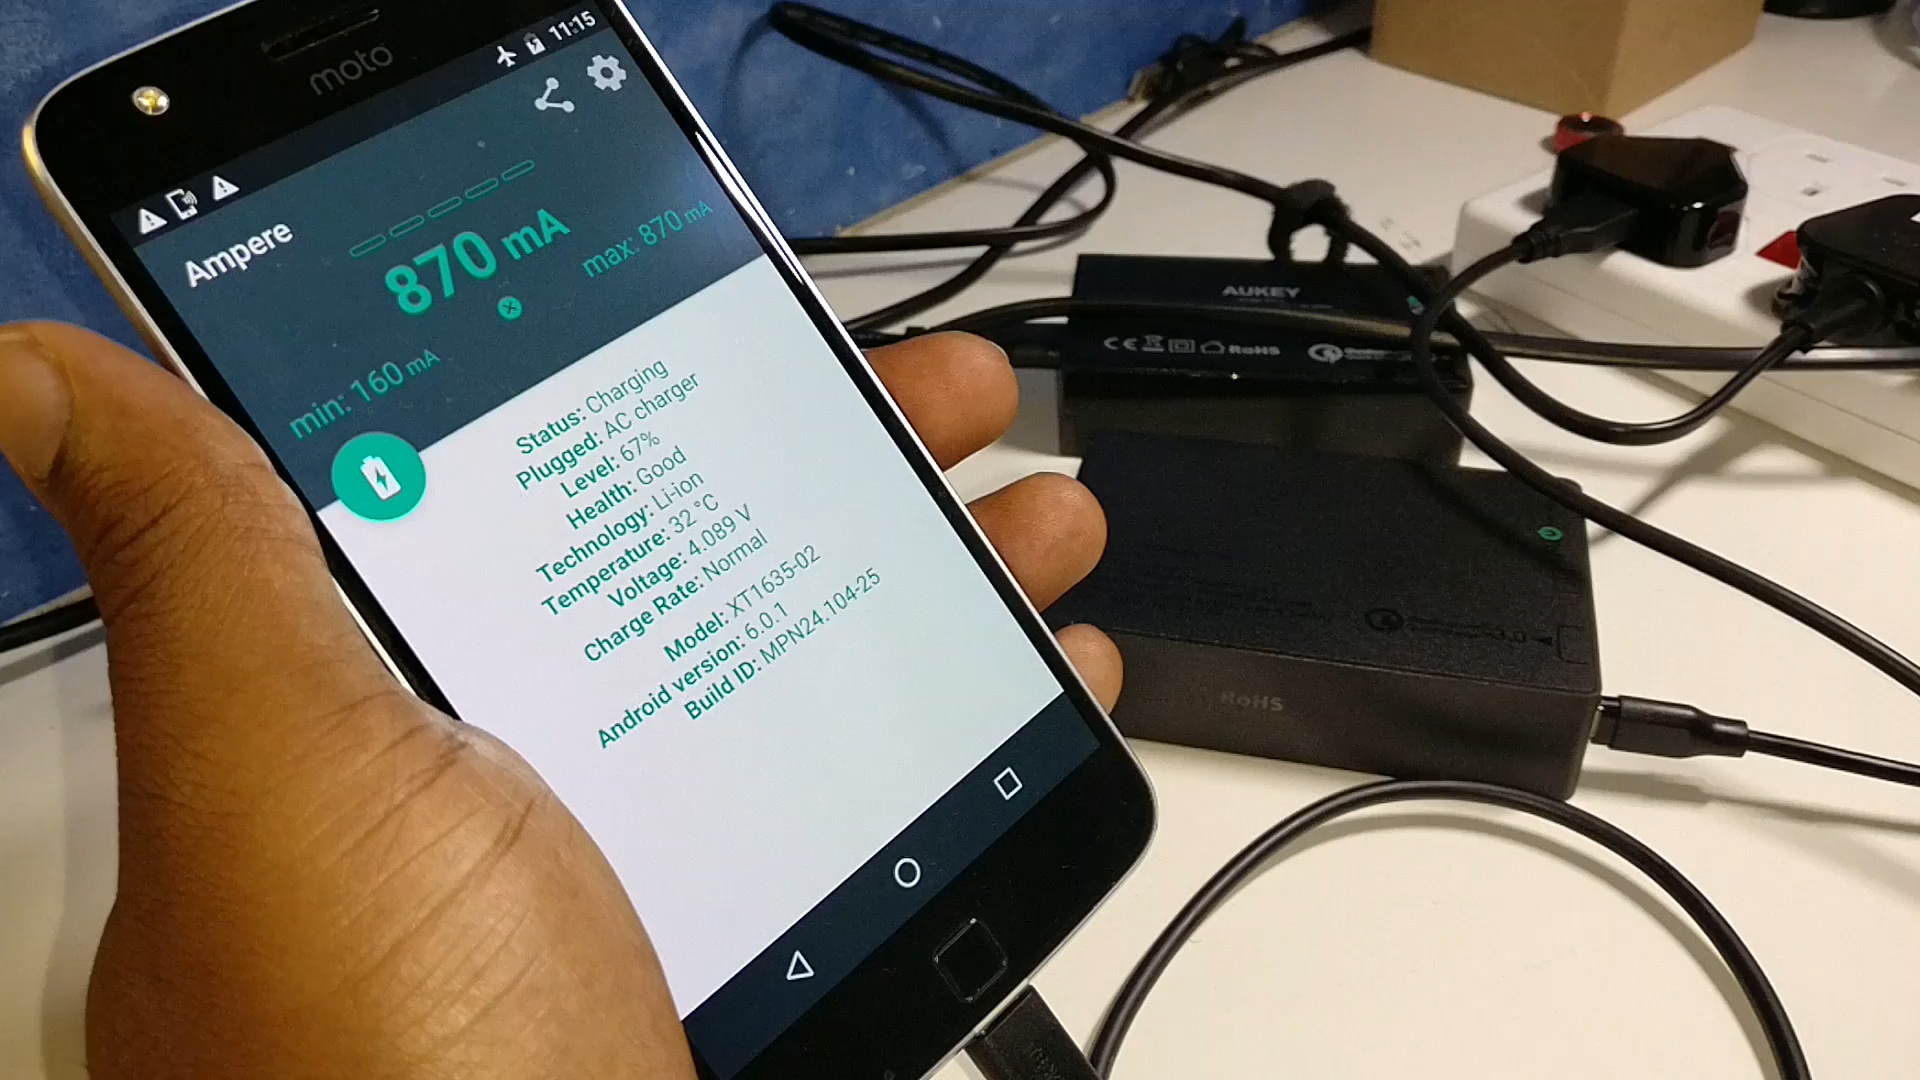 moto
11:15
Ampere
870 mA
min: 160 mA
max: 870 mA
Status: Charging
Plugged: AC charger
Level: 67%
Health: Good
Technology: Li-ion
Temperature: 32 °C
Voltage: 4.089 V
Charge Rate: Normal
Model: XT1635-02
Android version: 6.0.1
Build ID: MPN24.104-25
AUKEY
CE RoHS
RoHS